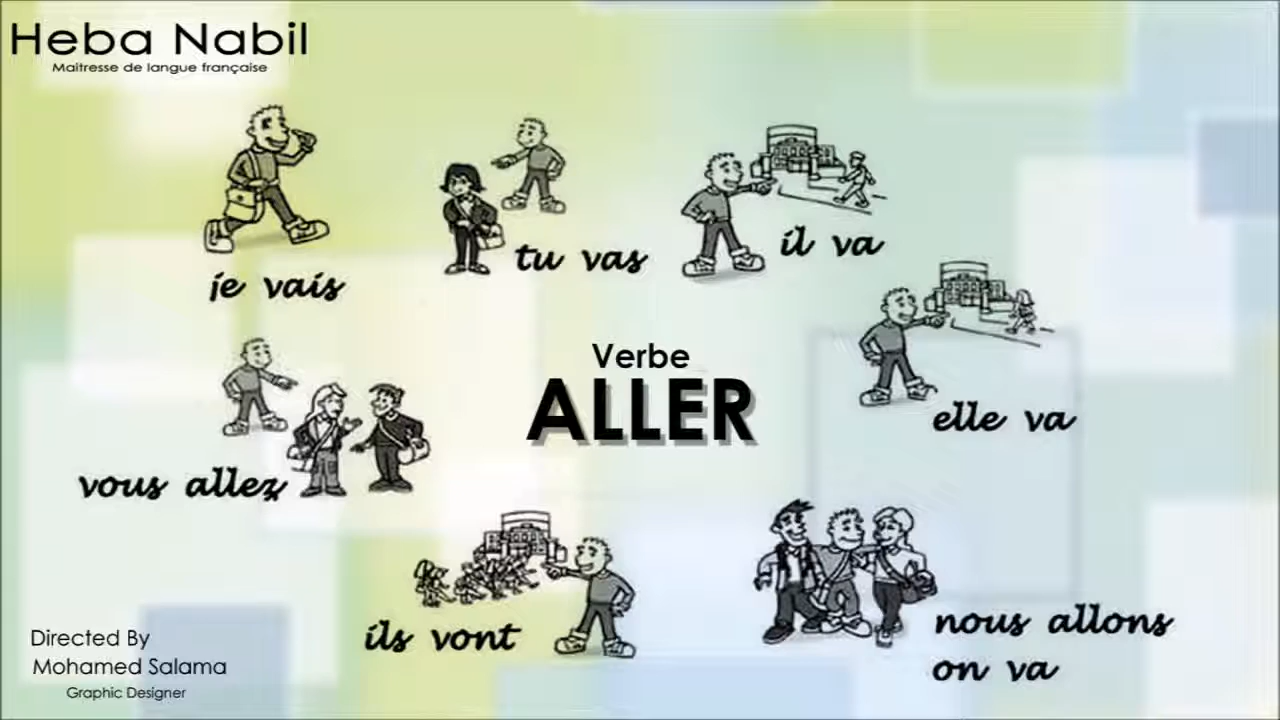 Heba Nabil
Maitresse de langue française
je vais
tu vas
il va
elle va
Verbe
ALLER
vous allez
ils vont
nous allons
on va
Directed By
Mohamed Salama
Graphic Designer